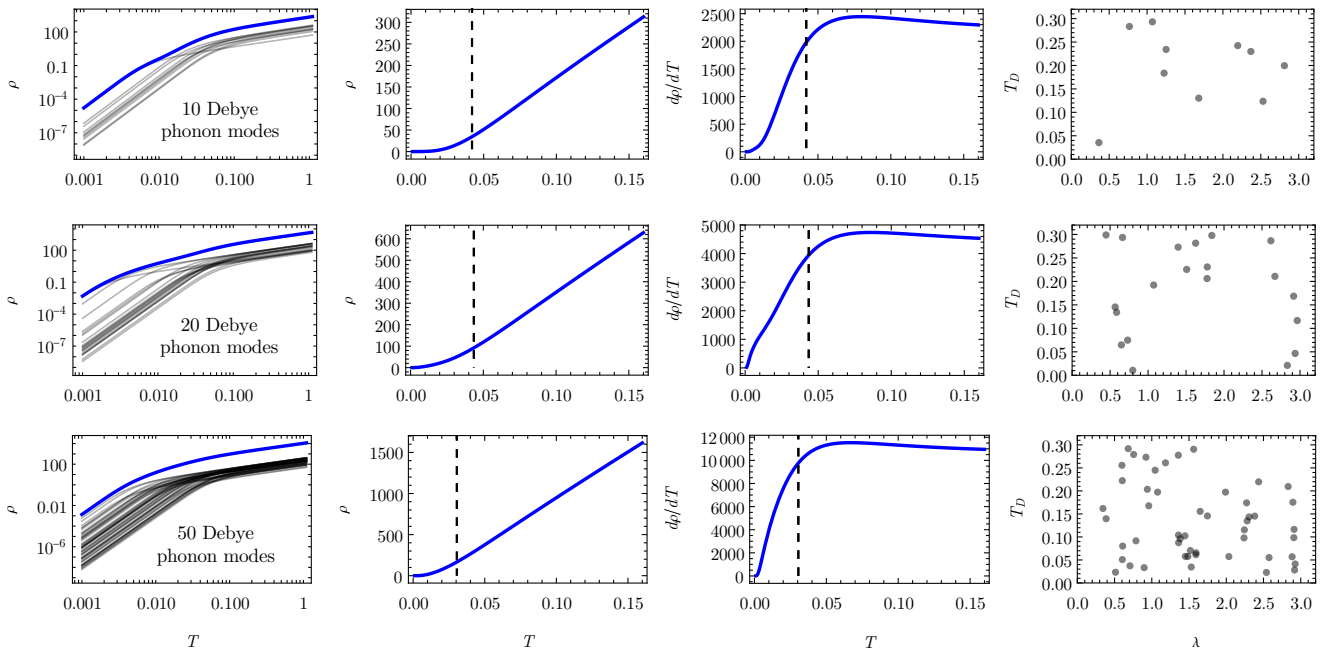 100
0.1
10⁻⁴
10⁻⁷
ρ
10 Debye
phonon modes
0.001 0.010 0.100 1
300
250
200
150
100
50
0
ρ
0.00 0.05 0.10 0.15
2500
2000
1500
1000
500
0
dρ/dT
0.00 0.05 0.10 0.15
0.30
0.25
0.20
0.15
0.10
0.05
0.00
T_D
0.0 0.5 1.0 1.5 2.0 2.5 3.0
100
0.1
10⁻⁴
10⁻⁷
ρ
20 Debye
phonon modes
0.001 0.010 0.100 1
600
500
400
300
200
100
0
ρ
0.00 0.05 0.10 0.15
5000
4000
3000
2000
1000
0
dρ/dT
0.00 0.05 0.10 0.15
0.30
0.25
0.20
0.15
0.10
0.05
0.00
T_D
0.0 0.5 1.0 1.5 2.0 2.5 3.0
100
0.01
10⁻⁶
ρ
50 Debye
phonon modes
0.001 0.010 0.100 1
T
1500
1000
500
0
ρ
0.00 0.05 0.10 0.15
T
12 000
10 000
8000
6000
4000
2000
0
dρ/dT
0.00 0.05 0.10 0.15
T
0.30
0.25
0.20
0.15
0.10
0.05
0.00
T_D
0.0 0.5 1.0 1.5 2.0 2.5 3.0
λ